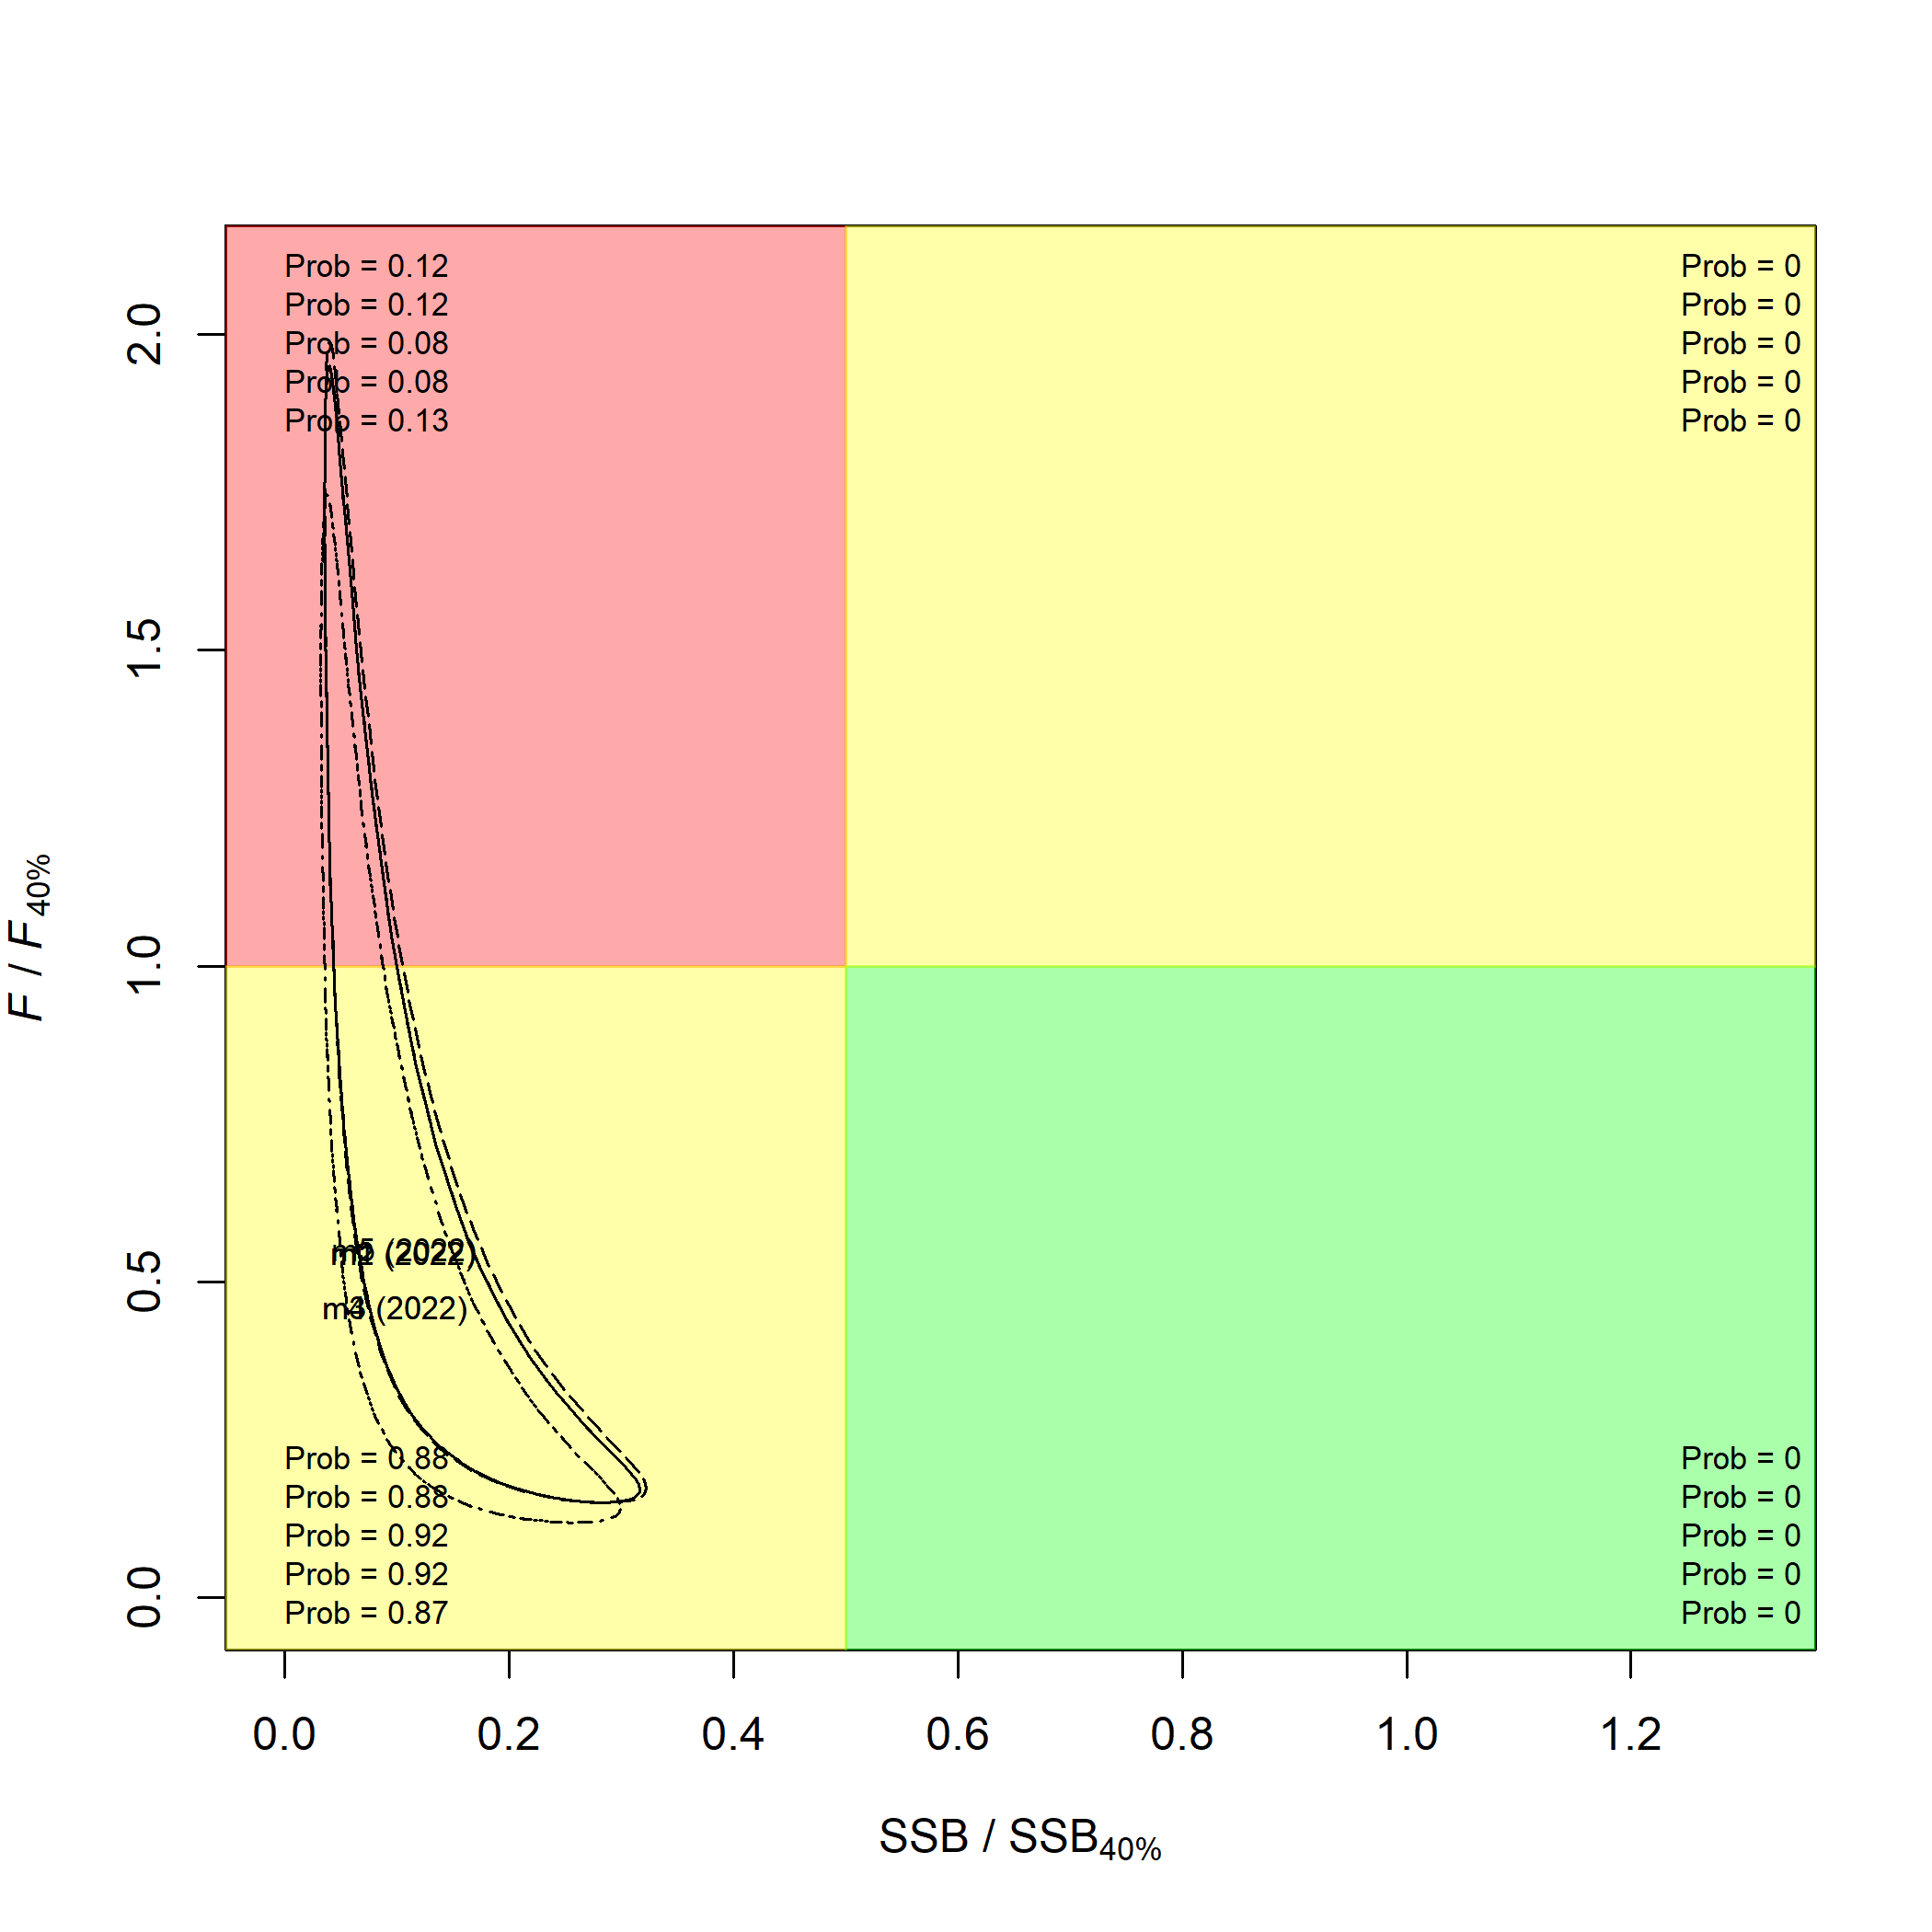 Prob = 0.12
Prob = 0.12
Prob = 0.08
Prob = 0.08
Prob = 0.13
Prob = 0
Prob = 0
Prob = 0
Prob = 0
Prob = 0
2.0
1.5
1.0
0.5
0.0
F / F40%
(2022)
(2022)
Prob = 0.88
Prob = 0.88
Prob = 0.92
Prob = 0.92
Prob = 0.87
Prob = 0
Prob = 0
Prob = 0
Prob = 0
Prob = 0
0.0 0.2 0.4 0.6 0.8 1.0 1.2
SSB / SSB40%